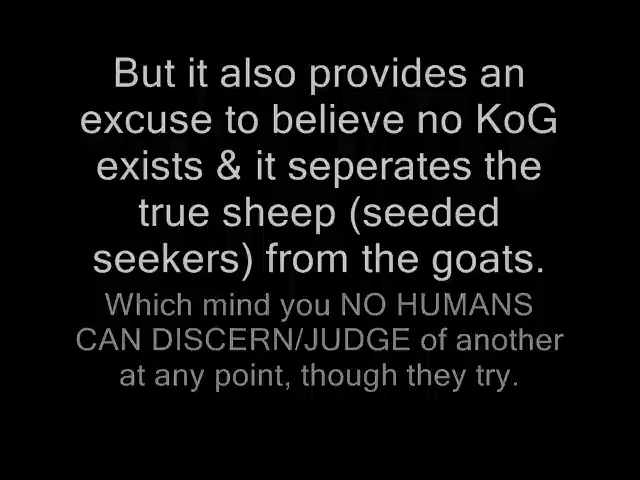 But it also provides an
excuse to believe no KoG
exists & it seperates the
true sheep (seeded
seekers) from the goats.
Which mind you NO HUMANS
CAN DISCERN/JUDGE of another
at any point, though they try.